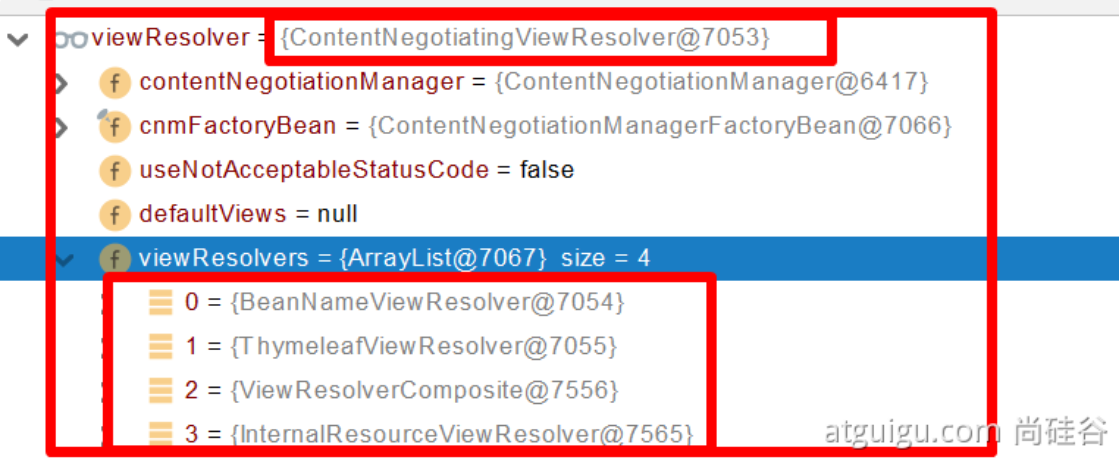 viewResolver = {ContentNegotiatingViewResolver@7053}
f contentNegotiationManager = {ContentNegotiationManager@6417}
f cnmFactoryBean = {ContentNegotiationManagerFactoryBean@7066}
f useNotAcceptableStatusCode = false
f defaultViews = null
f viewResolvers = {ArrayList@7067} size = 4
0 = {BeanNameViewResolver@7054}
1 = {ThymeleafViewResolver@7055}
2 = {ViewResolverComposite@7556}
3 = {InternalResourceViewResolver@7565}
atguigu.com 尚硅谷